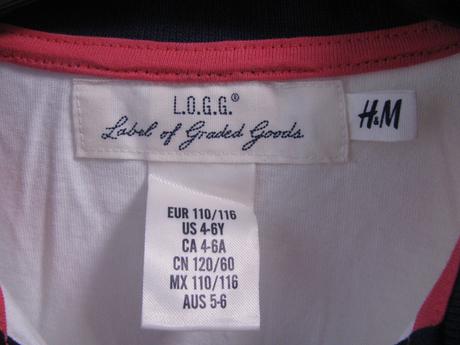 L.O.G.G.®
Label of Graded Goods
H&M
EUR 110/116
US 4-6Y
CA 4-6A
CN 120/60
MX 110/116
AUS 5-6